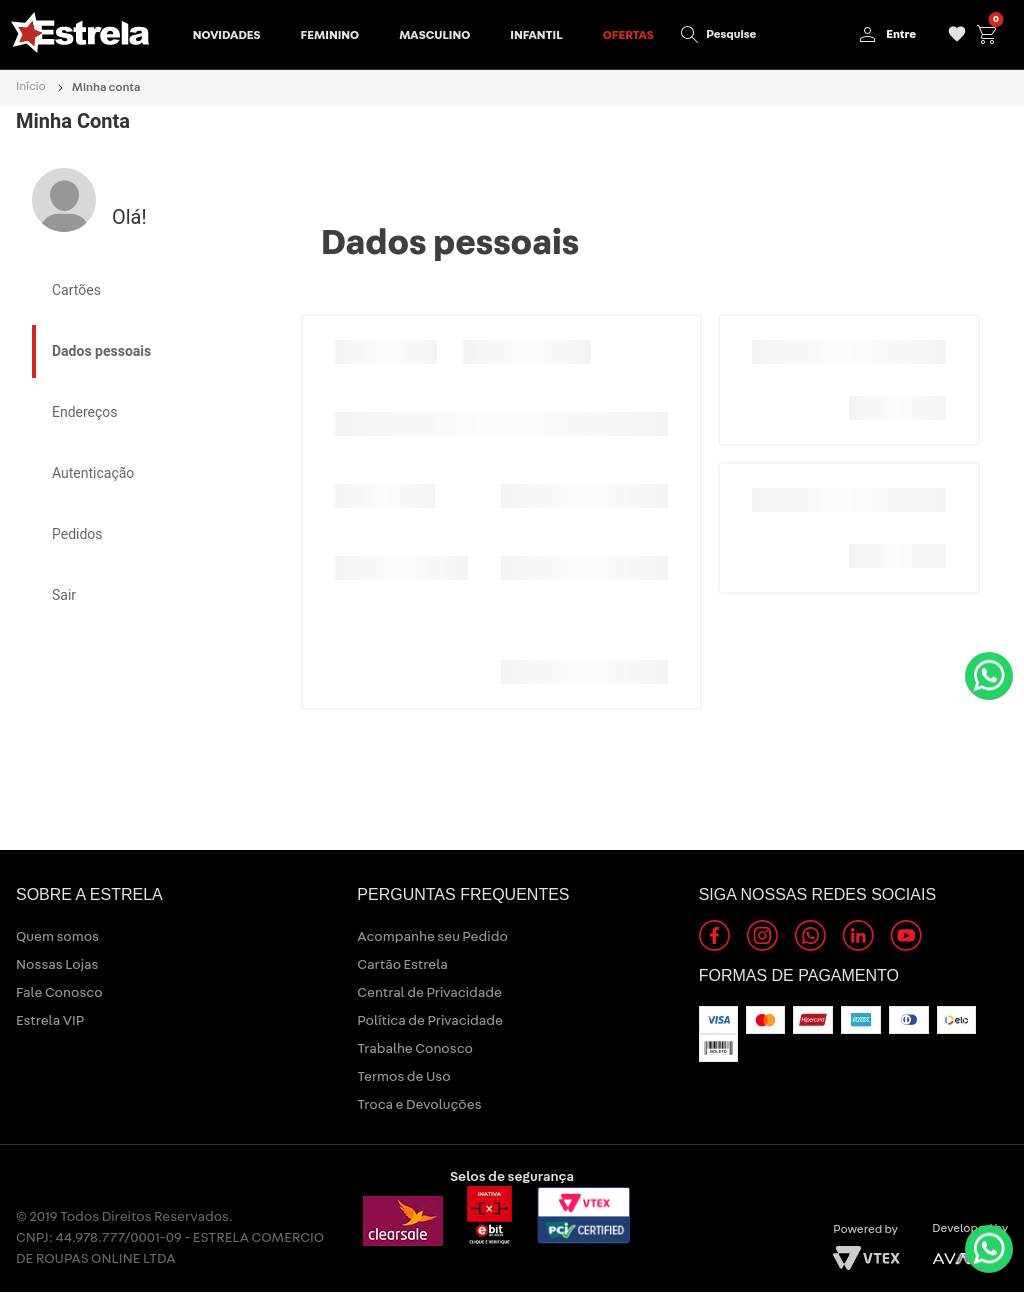 Estrela
NOVIDADES FEMININO MASCULINO INFANTIL OFERTAS Pesquise Entre 0
Início > Minha conta
Minha Conta
Olá!
Dados pessoais
Cartões
Dados pessoais
Endereços
Autenticação
Pedidos
Sair
SOBRE A ESTRELA
Quem somos
Nossas Lojas
Fale Conosco
Estrela VIP
PERGUNTAS FREQUENTES
Acompanhe seu Pedido
Cartão Estrela
Central de Privacidade
Política de Privacidade
Trabalhe Conosco
Termos de Uso
Troca e Devoluções
SIGA NOSSAS REDES SOCIAIS
FORMAS DE PAGAMENTO
VISA Hipercard elo
BOLETO
Selos de segurança
clearsale
INATIVA
X
ebit
CLIQUE E VERIFIQUE
VTEX
PCI CERTIFIED
© 2019 Todos Direitos Reservados.
CNPJ: 44.978.777/0001-09 - ESTRELA COMERCIO
DE ROUPAS ONLINE LTDA
Powered by
VTEX
Developed by